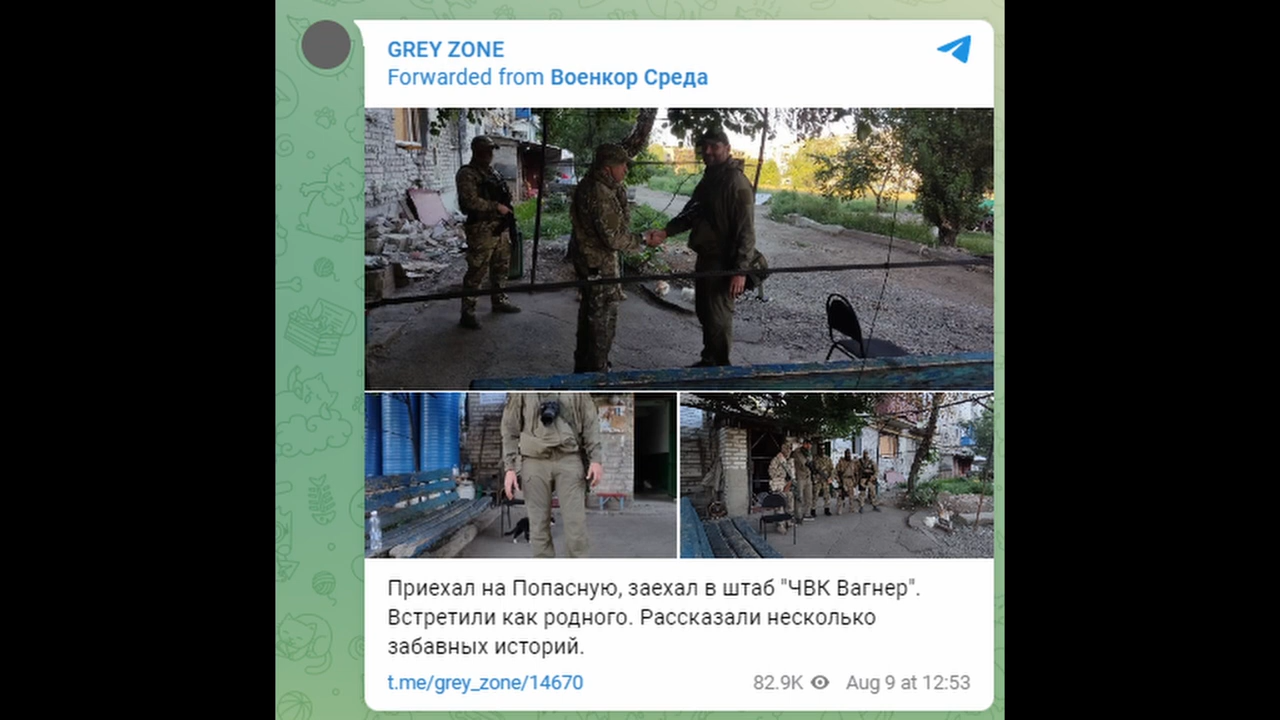 GREY ZONE
Forwarded from Военкор Среда
Приехал на Попасную, заехал в штаб "ЧВК Вагнер".
Встретили как родного. Рассказали несколько
забавных историй.
t.me/grey_zone/14670 82.9K Aug 9 at 12:53